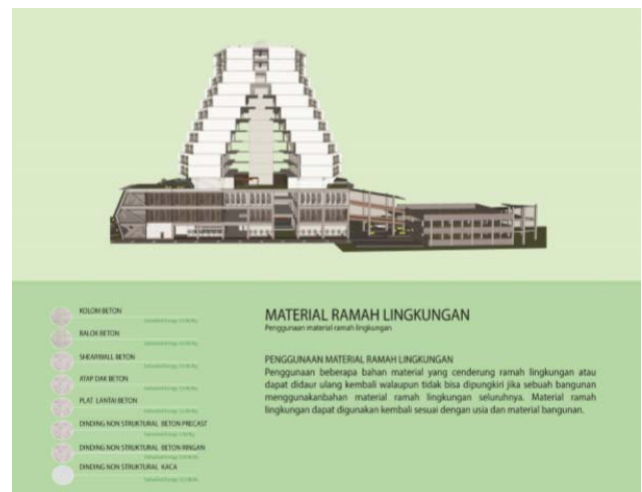 KOLOM BETON
BALOK BETON
SHEARWALL BETON
ATAP DAK BETON
PLAT LANTAI BETON
DINDING NON STRUKTURAL BETON PRECAST
DINDING NON STRUKTURAL BETON RINGAN
DINDING NON STRUKTURAL KACA
MATERIAL RAMAH LINGKUNGAN
Penggunaan material ramah lingkungan
PENGGUNAAN MATERIAL RAMAH LINGKUNGAN
Penggunaan beberapa bahan material yang cenderung ramah lingkungan atau
dapat didaur ulang kembali walaupun tidak bisa dipungkiri jika sebuah bangunan
menggunakanbahan material ramah lingkungan seluruhnya. Material ramah
lingkungan dapat digunakan kembali sesuai dengan usia dan material bangunan.